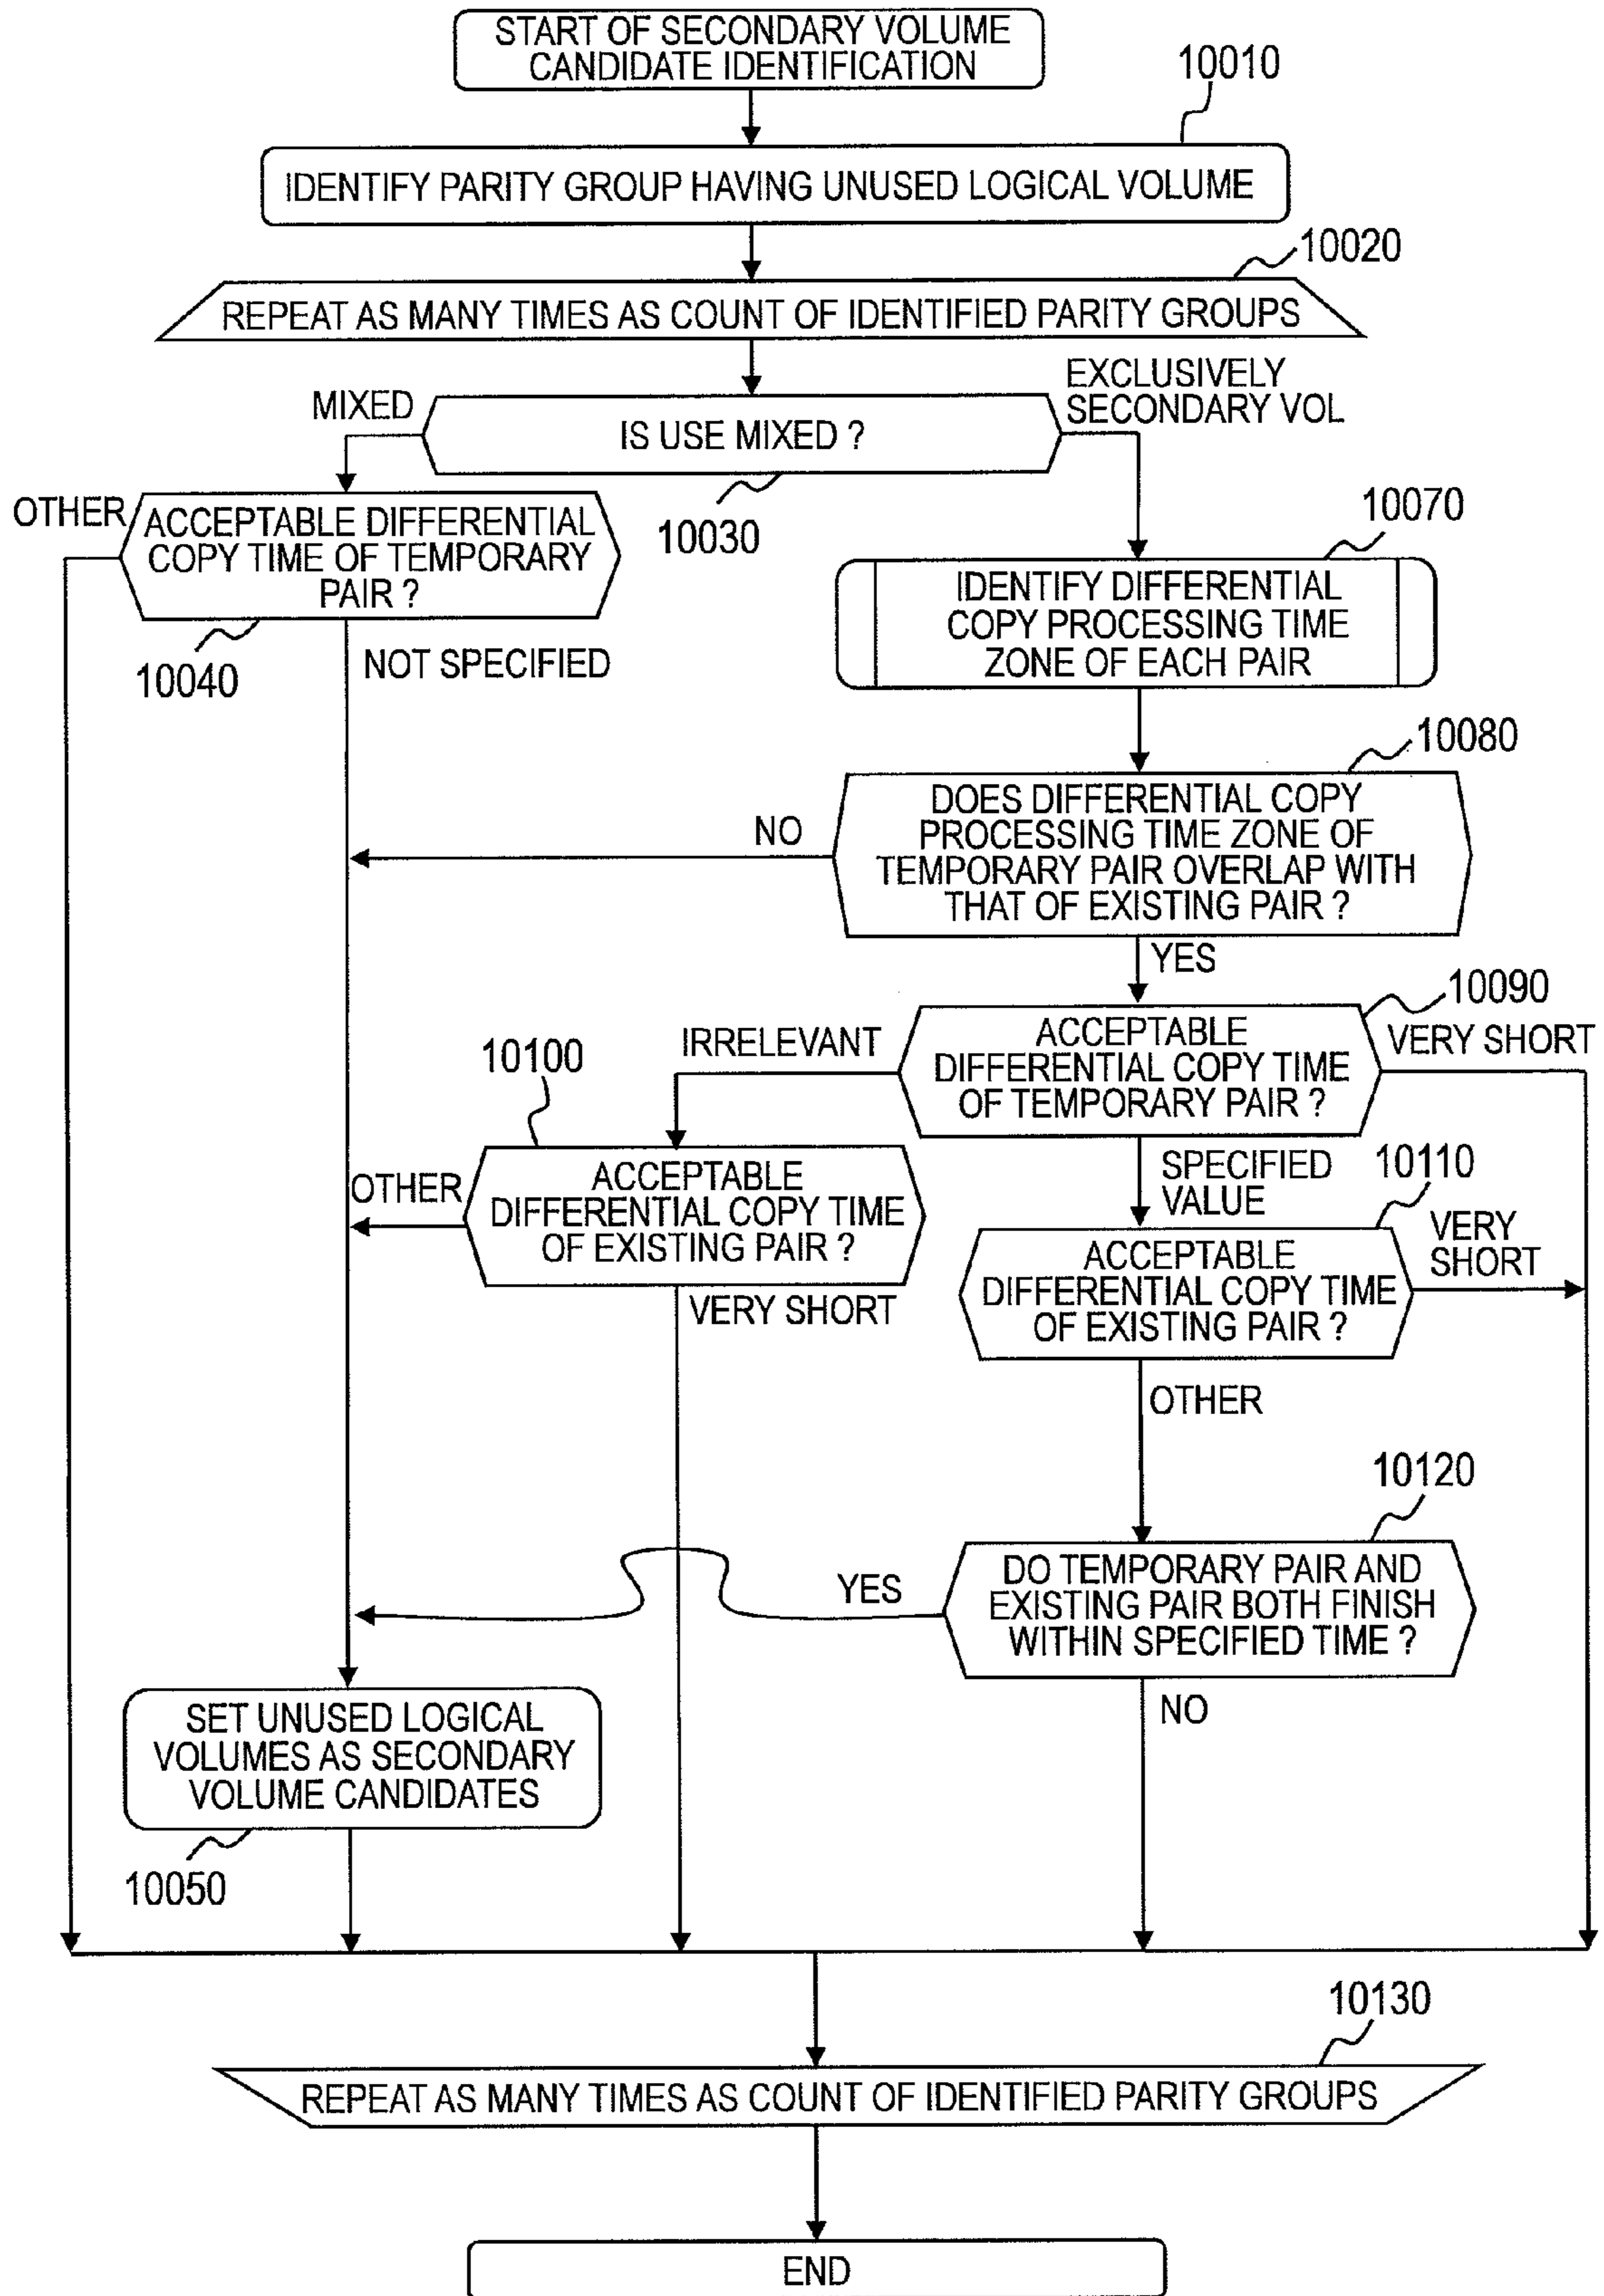 START OF SECONDARY VOLUME
CANDIDATE IDENTIFICATION
10010
IDENTIFY PARITY GROUP HAVING UNUSED LOGICAL VOLUME
10020
REPEAT AS MANY TIMES AS COUNT OF IDENTIFIED PARITY GROUPS
MIXED
EXCLUSIVELY
SECONDARY VOL
IS USE MIXED ?
10030
OTHER
ACCEPTABLE DIFFERENTIAL
COPY TIME OF TEMPORARY
PAIR ?
10040
NOT SPECIFIED
10070
IDENTIFY DIFFERENTIAL
COPY PROCESSING TIME
ZONE OF EACH PAIR
10080
DOES DIFFERENTIAL COPY
PROCESSING TIME ZONE OF
TEMPORARY PAIR OVERLAP WITH
THAT OF EXISTING PAIR ?
NO
YES
10090
ACCEPTABLE
DIFFERENTIAL COPY TIME
OF TEMPORARY PAIR ?
VERY SHORT
IRRELEVANT
10100
ACCEPTABLE
DIFFERENTIAL COPY TIME
OF EXISTING PAIR ?
OTHER
VERY SHORT
SPECIFIED
VALUE
10110
ACCEPTABLE
DIFFERENTIAL COPY TIME
OF EXISTING PAIR ?
VERY
SHORT
OTHER
10120
DO TEMPORARY PAIR AND
EXISTING PAIR BOTH FINISH
WITHIN SPECIFIED TIME ?
YES
NO
SET UNUSED LOGICAL
VOLUMES AS SECONDARY
VOLUME CANDIDATES
10050
10130
REPEAT AS MANY TIMES AS COUNT OF IDENTIFIED PARITY GROUPS
END